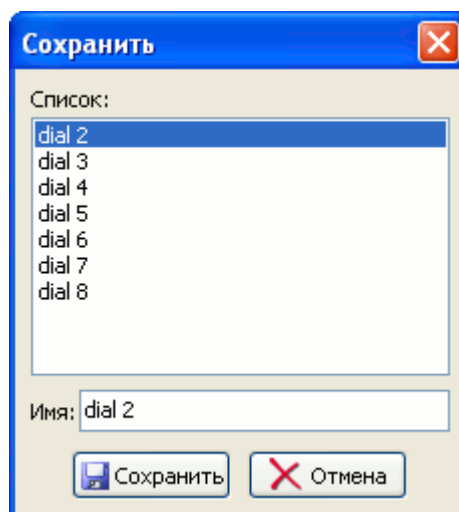 Сохранить
Список:
dial 2
dial 3
dial 4
dial 5
dial 6
dial 7
dial 8
Имя: dial 2
Сохранить Отмена